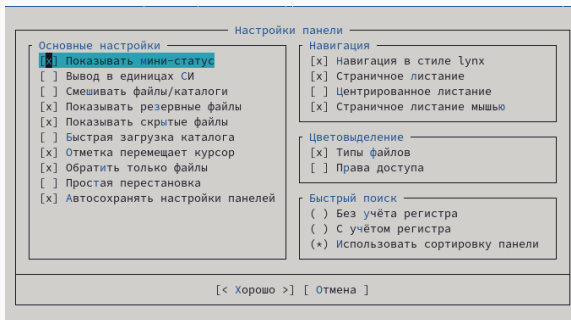 Настройки панели
Основные настройки
[x] Показывать мини-статус
[ ] Вывод в единицах СИ
[ ] Смешивать файлы/каталоги
[x] Показывать резервные файлы
[x] Показывать скрытые файлы
[ ] Быстрая загрузка каталога
[x] Отметка перемещает курсор
[x] Обратить только файлы
[ ] Простая перестановка
[x] Автосохранять настройки панелей
Навигация
[x] Навигация в стиле lynx
[x] Страничное листание
[ ] Центрированное листание
[x] Страничное листание мышью
Цветовыделение
[x] Типы файлов
[ ] Права доступа
Быстрый поиск
( ) Без учёта регистра
( ) С учётом регистра
(*) Использовать сортировку панели
[< Хорошо >] [ Отмена ]